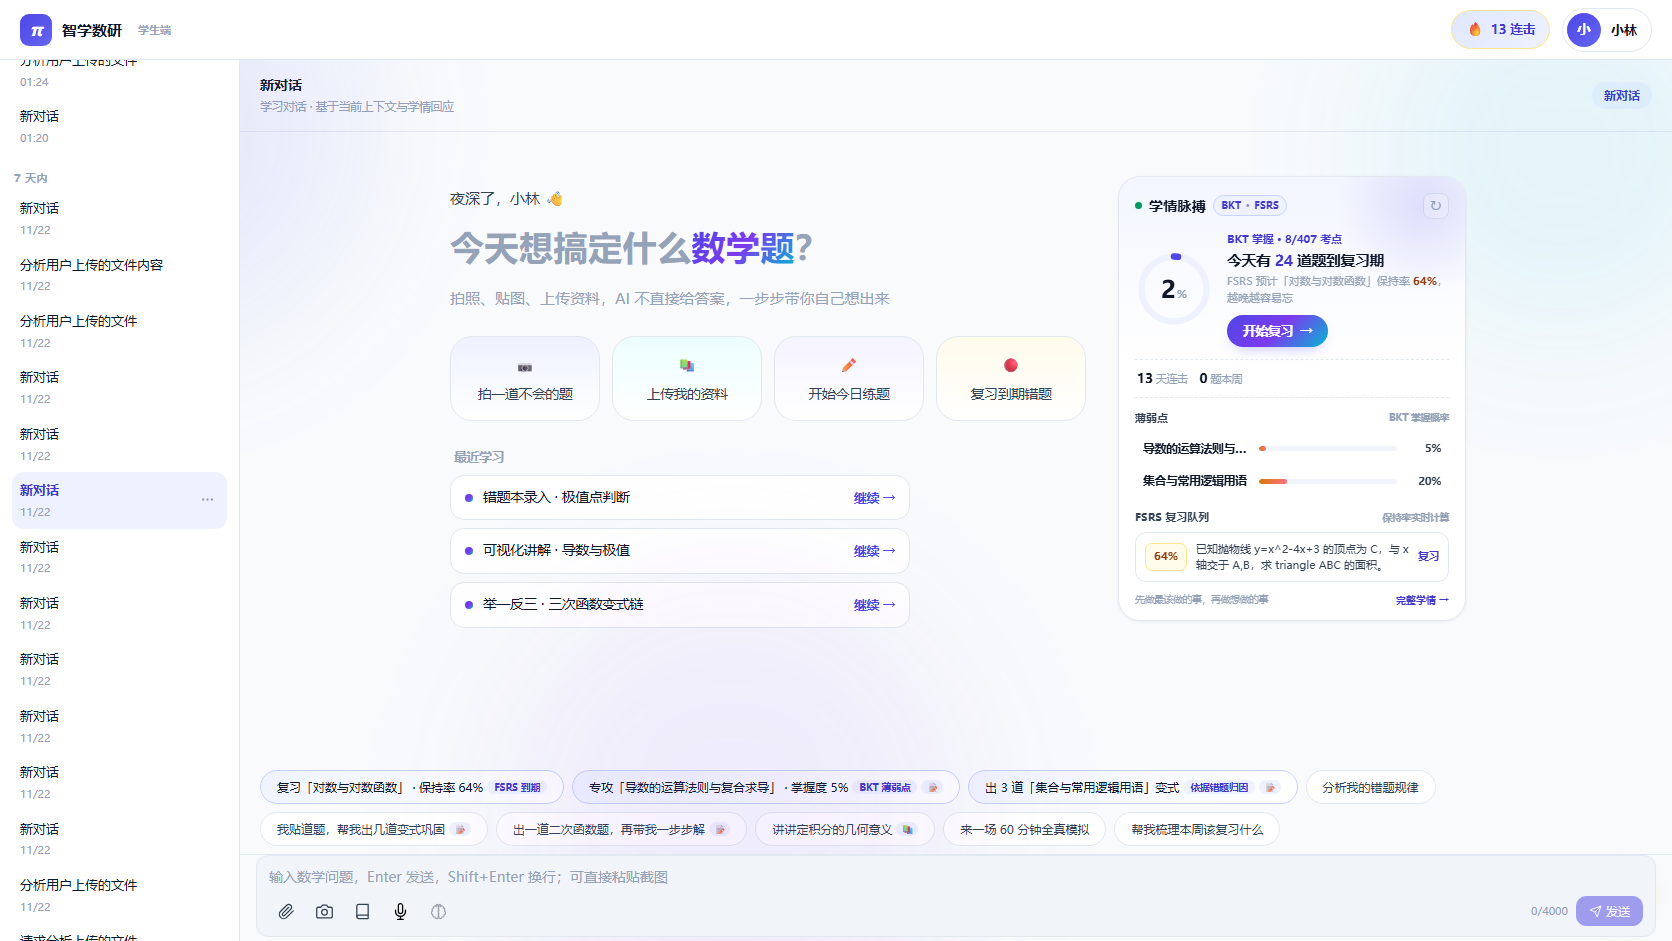 π 智学数研 学生端
13 连击
小 小林
分析用户上传的文件
01:24
新对话
01:20
7 天内
新对话
11/22
分析用户上传的文件内容
11/22
分析用户上传的文件
11/22
新对话
11/22
新对话
11/22
新对话
11/22
新对话
11/22
新对话
11/22
新对话
11/22
新对话
11/22
新对话
11/22
新对话
11/22
分析用户上传的文件
11/22
请求分析上传的文件
新对话
学习对话 · 基于当前上下文与学情回应
新对话
夜深了，小林
今天想搞定什么数学题?
拍照、贴图、上传资料，AI 不直接给答案，一步步带你自己想出来
拍一道不会的题
上传我的资料
开始今日练题
复习到期错题
最近学习
错题本录入 · 极值点判断 继续 →
可视化讲解 · 导数与极值 继续 →
举一反三 · 三次函数变式链 继续 →
学情脉搏 BKT • FSRS ↻
2%
BKT 掌握 • 8/407 考点
今天有 24 道题到复习期
FSRS 预计「对数与对数函数」保持率 64%，
越晚越容易忘
开始复习 →
13 天连击 0 题本周
薄弱点 BKT 掌握概率
导数的运算法则与... 5%
集合与常用逻辑用语 20%
FSRS 复习队列 保持率实时计算
64% 已知抛物线 y=x^2-4x+3 的顶点为 C，与 x
轴交于 A,B，求 triangle ABC 的面积。 复习
先做最该做的事，再做想做的事 完整学情 →
复习「对数与对数函数」 · 保持率 64% FSRS 到期
专攻「导数的运算法则与复合求导」 · 掌握度 5% BKT 薄弱点
出 3 道「集合与常用逻辑用语」变式 依据错题归因
分析我的错题规律
我贴道题，帮我出几道变式巩固
出一道二次函数题，再带我一步步解
讲讲定积分的几何意义
来一场 60 分钟全真模拟
帮我梳理本周该复习什么
输入数学问题，Enter 发送，Shift+Enter 换行；可直接粘贴截图
0/4000 发送